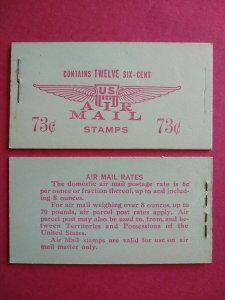 CONTAINS TWELVE SIX-CENT
US
AIR
MAIL
73¢ STAMPS 73¢
AIR MAIL RATES
The domestic air mail postage rate is 6¢
per ounce or fraction thereof, up to and includ-
ing 8 ounces.
For air mail weighing over 8 ounces, up to
70 pounds, air parcel post rates apply. Air
parcel post may also be used to, from, and be-
tween Territories and Possessions of the
United States.
Air Mail stamps are valid for use on air
mail matter only.